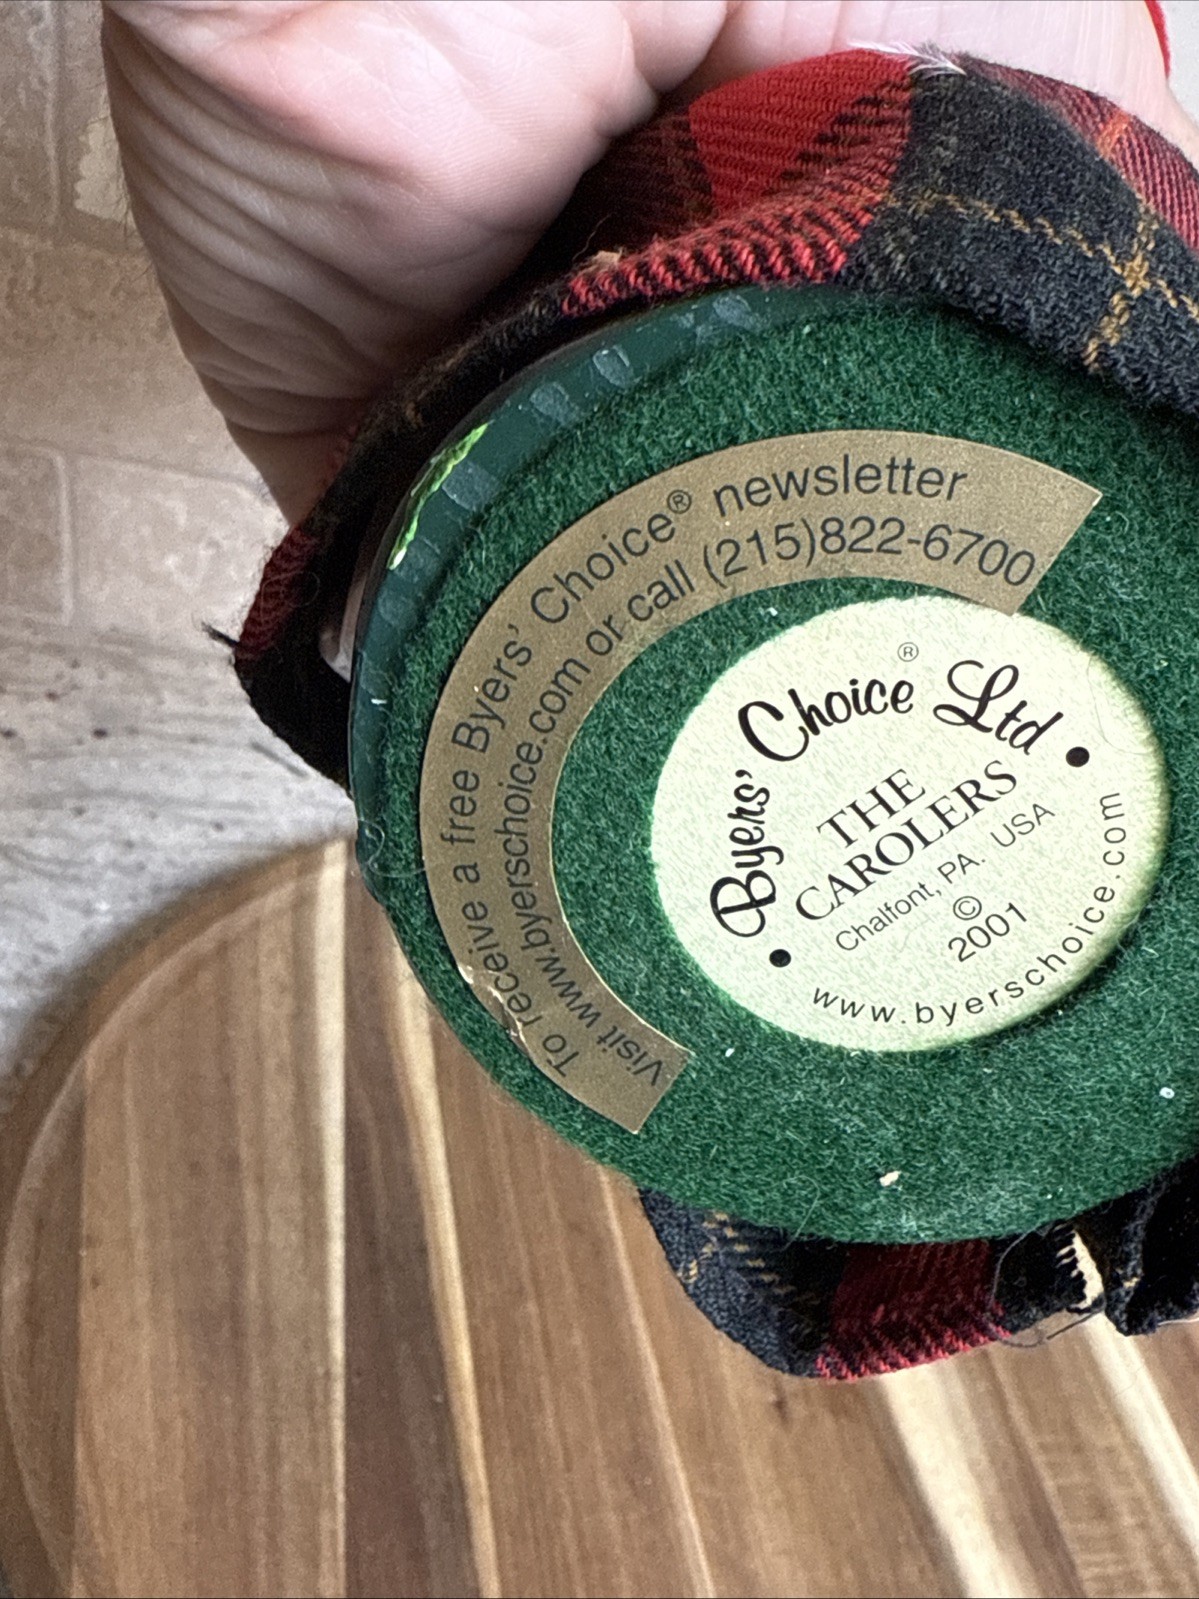 To receive a free Byers' Choice® newsletter
Visit www.byerschoice.com or call (215)822-6700
Byers' Choice Ltd
®
THE
CAROLERS
Chalfont, PA. USA
©
2001
www.byerschoice.com